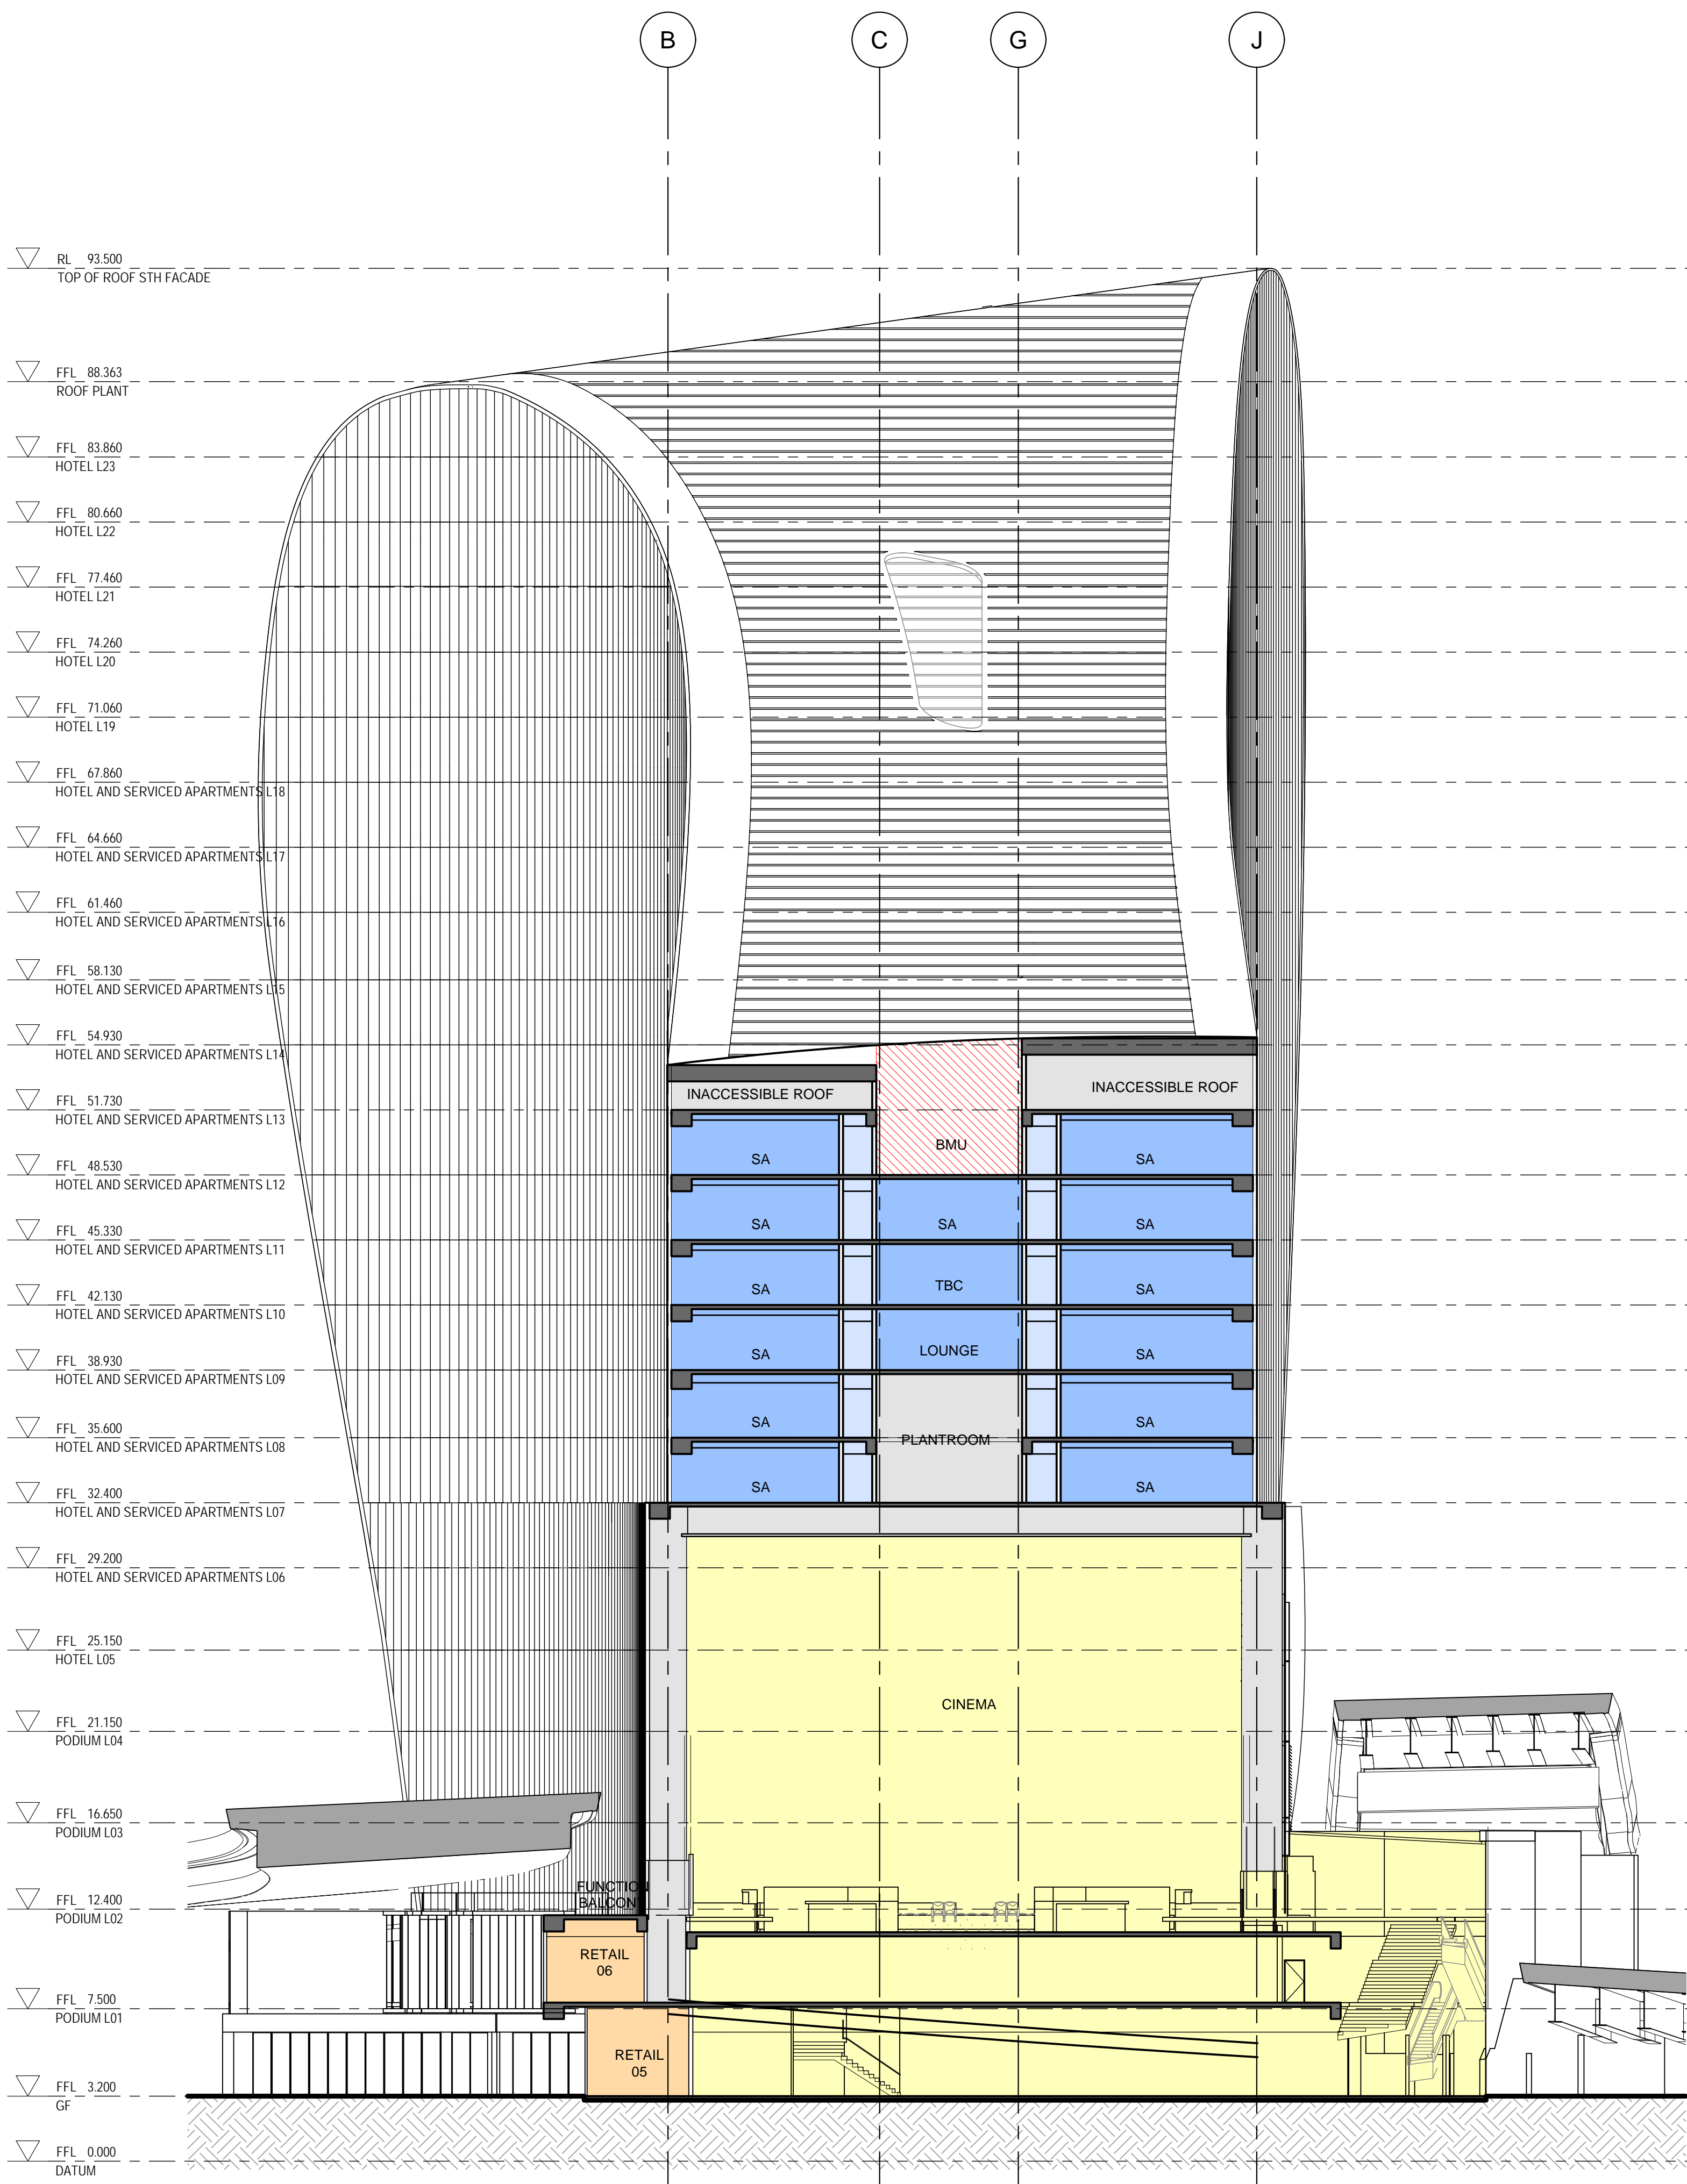 B C G J
RL 93.500
TOP OF ROOF STH FACADE
FFL 88.363
ROOF PLANT
FFL 83.860
HOTEL L23
FFL 80.660
HOTEL L22
FFL 77.460
HOTEL L21
FFL 74.260
HOTEL L20
FFL 71.060
HOTEL L19
FFL 67.860
HOTEL AND SERVICED APARTMENTS L18
FFL 64.660
HOTEL AND SERVICED APARTMENTS L17
FFL 61.460
HOTEL AND SERVICED APARTMENTS L16
FFL 58.130
HOTEL AND SERVICED APARTMENTS L15
FFL 54.930
HOTEL AND SERVICED APARTMENTS L14
INACCESSIBLE ROOF INACCESSIBLE ROOF
FFL 51.730
HOTEL AND SERVICED APARTMENTS L13
SA BMU SA
FFL 48.530
HOTEL AND SERVICED APARTMENTS L12
SA SA SA
FFL 45.330
HOTEL AND SERVICED APARTMENTS L11
SA TBC SA
FFL 42.130
HOTEL AND SERVICED APARTMENTS L10
SA LOUNGE SA
FFL 38.930
HOTEL AND SERVICED APARTMENTS L09
SA PLANTROOM SA
FFL 35.600
HOTEL AND SERVICED APARTMENTS L08
SA SA
FFL 32.400
HOTEL AND SERVICED APARTMENTS L07
FFL 29.200
HOTEL AND SERVICED APARTMENTS L06
FFL 25.150
HOTEL L05
CINEMA
FFL 21.150
PODIUM L04
FFL 16.650
PODIUM L03
FUNCTION
BALCONY
FFL 12.400
PODIUM L02
RETAIL
06
FFL 7.500
PODIUM L01
RETAIL
05
FFL 3.200
GF
FFL 0.000
DATUM